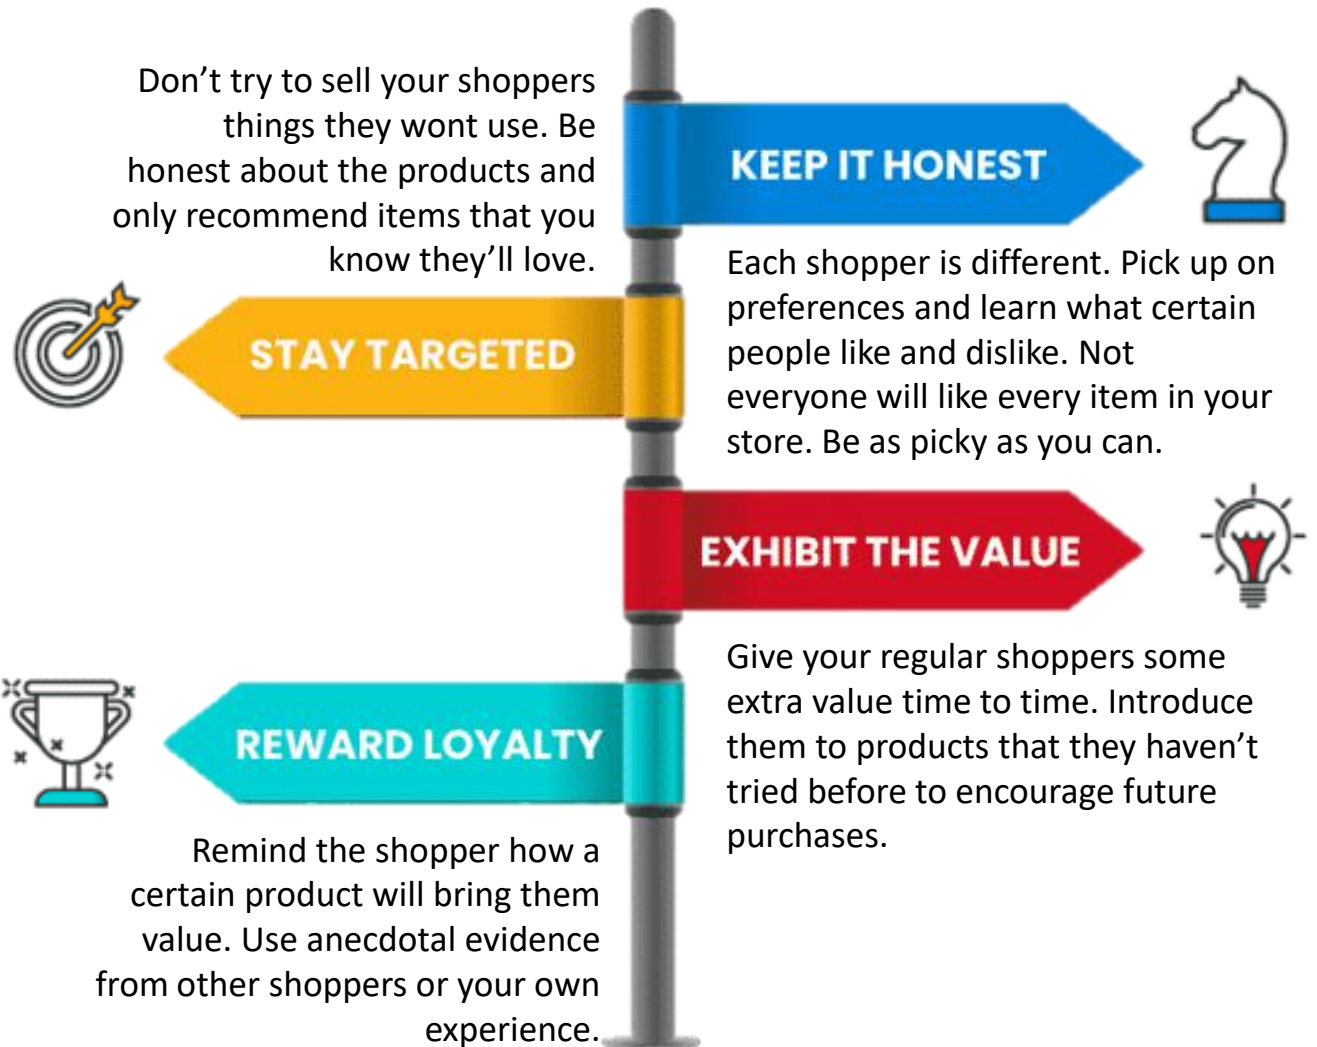 Don’t try to sell your shoppers
things they wont use. Be
honest about the products and
only recommend items that you
know they’ll love.
KEEP IT HONEST
Each shopper is different. Pick up on
preferences and learn what certain
people like and dislike. Not
everyone will like every item in your
store. Be as picky as you can.
STAY TARGETED
EXHIBIT THE VALUE
Give your regular shoppers some
extra value time to time. Introduce
them to products that they haven’t
tried before to encourage future
purchases.
REWARD LOYALTY
Remind the shopper how a
certain product will bring them
value. Use anecdotal evidence
from other shoppers or your own
experience.